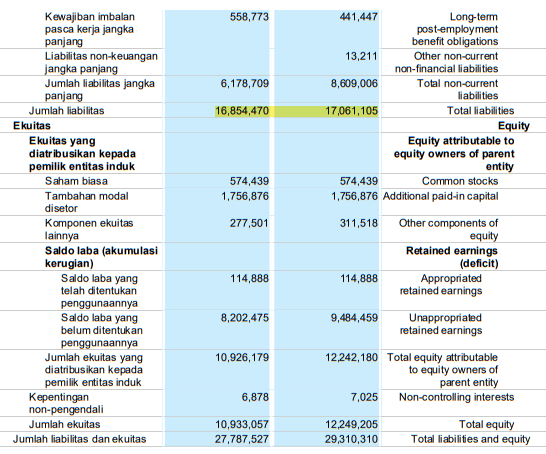 Kewajiban imbalan 558,773 441,447 Long-term
pasca kerja jangka post-employment
panjang benefit obligations
Liabilitas non-keuangan 13,211 Other non-current
jangka panjang non-financial liabilities
Jumlah liabilitas jangka 6,178,709 8,609,006 Total non-current
panjang liabilities
Jumlah liabilitas 16,854,470 17,061,105 Total liabilities
Ekuitas Equity
Ekuitas yang Equity attributable to
diatribusikan kepada equity owners of parent
pemilik entitas induk entity
Saham biasa 574,439 574,439 Common stocks
Tambahan modal 1,756,876 1,756,876 Additional paid-in capital
disetor
Komponen ekuitas 277,501 311,518 Other components of
lainnya equity
Saldo laba (akumulasi Retained earnings
kerugian) (deficit)
Saldo laba yang 114,888 114,888 Appropriated
telah ditentukan retained earnings
penggunaannya
Saldo laba yang 8,202,475 9,484,459 Unappropriated
belum ditentukan retained earnings
penggunaannya
Jumlah ekuitas yang 10,926,179 12,242,180 Total equity attributable
diatribusikan kepada to equity owners of
pemilik entitas induk parent entity
Kepentingan 6,878 7,025 Non-controlling interests
non-pengendali
Jumlah ekuitas 10,933,057 12,249,205 Total equity
Jumlah liabilitas dan ekuitas 27,787,527 29,310,310 Total liabilities and equity